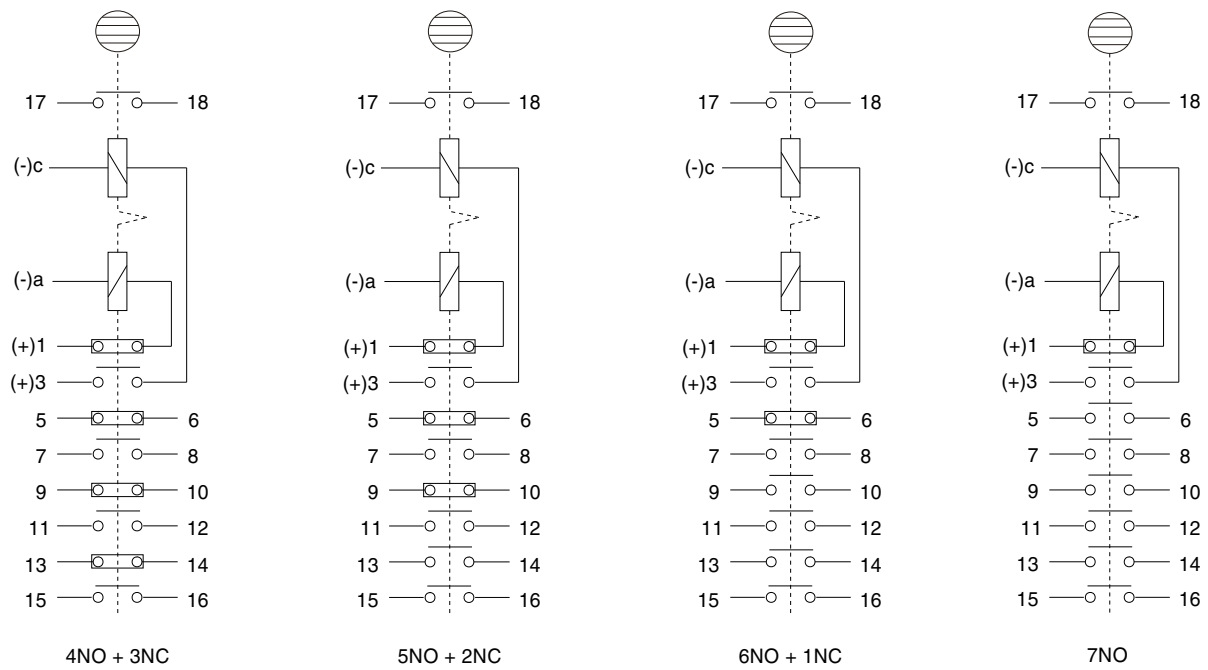 17 18 17 18 17 18 17 18
(-)c (-)c (-)c (-)c
(-)a (-)a (-)a (-)a
(+)1 (+)1 (+)1 (+)1
(+)3 (+)3 (+)3 (+)3
5 6 5 6 5 6 5 6
7 8 7 8 7 8 7 8
9 10 9 10 9 10 9 10
11 12 11 12 11 12 11 12
13 14 13 14 13 14 13 14
15 16 15 16 15 16 15 16
4NO + 3NC 5NO + 2NC 6NO + 1NC 7NO